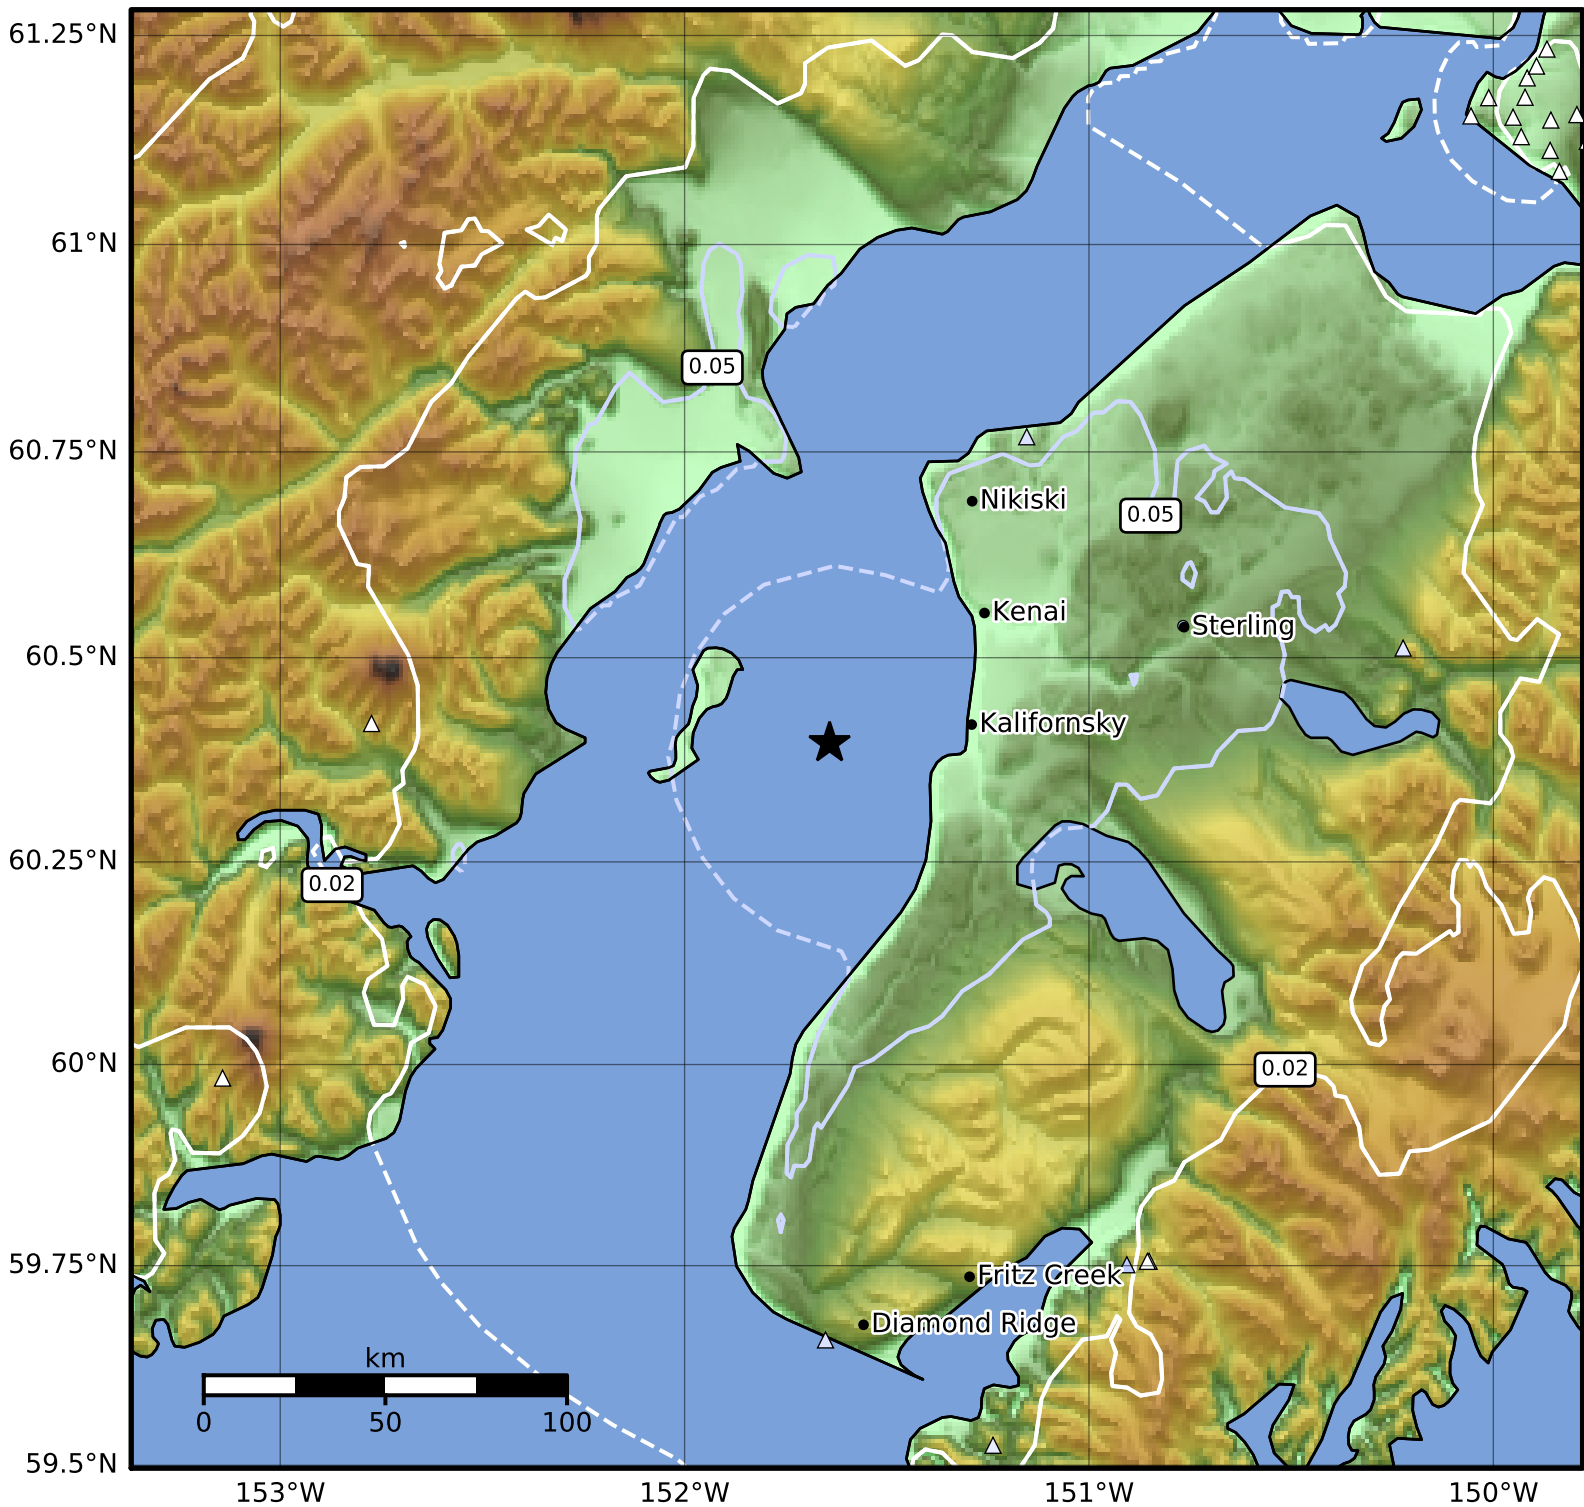 61.25°N
61°N
0.05
60.75°N
Nikiski
0.05
Kenai
Sterling
60.5°N
Kalifornsky
60.25°N
0.02
60°N
0.02
59.75°N
Fritz Creek
Diamond Ridge
km
0 50 100
59.5°N
153°W 152°W 151°W 150°W